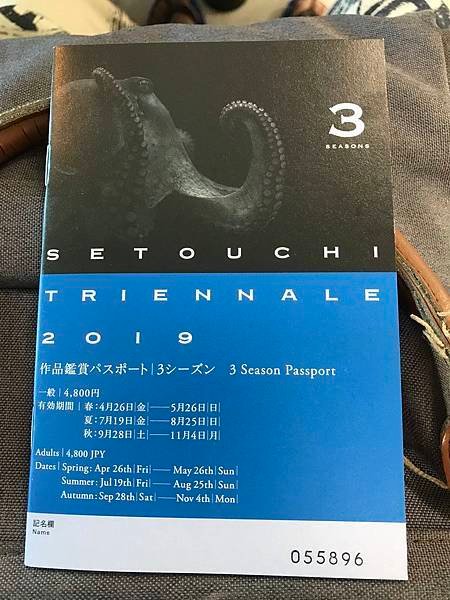 3
SEASONS
SETOUCHI
TRIENNALE
2019
作品鑑賞パスポート|3シーズン 3 Season Passport
一般|4,800円
有効期間|春:4月26日|金|——5月26日|日|
夏:7月19日|金|——8月25日|日|
秋:9月28日|土|——11月4日|月|
Adults|4,800 JPY
Dates|Spring: Apr 26th|Fri|——May 26th|Sun|
Summer: Jul 19th|Fri|——Aug 25th|Sun|
Autumn: Sep 28th|Sat|——Nov 4th|Mon|
記名欄
Name
055896